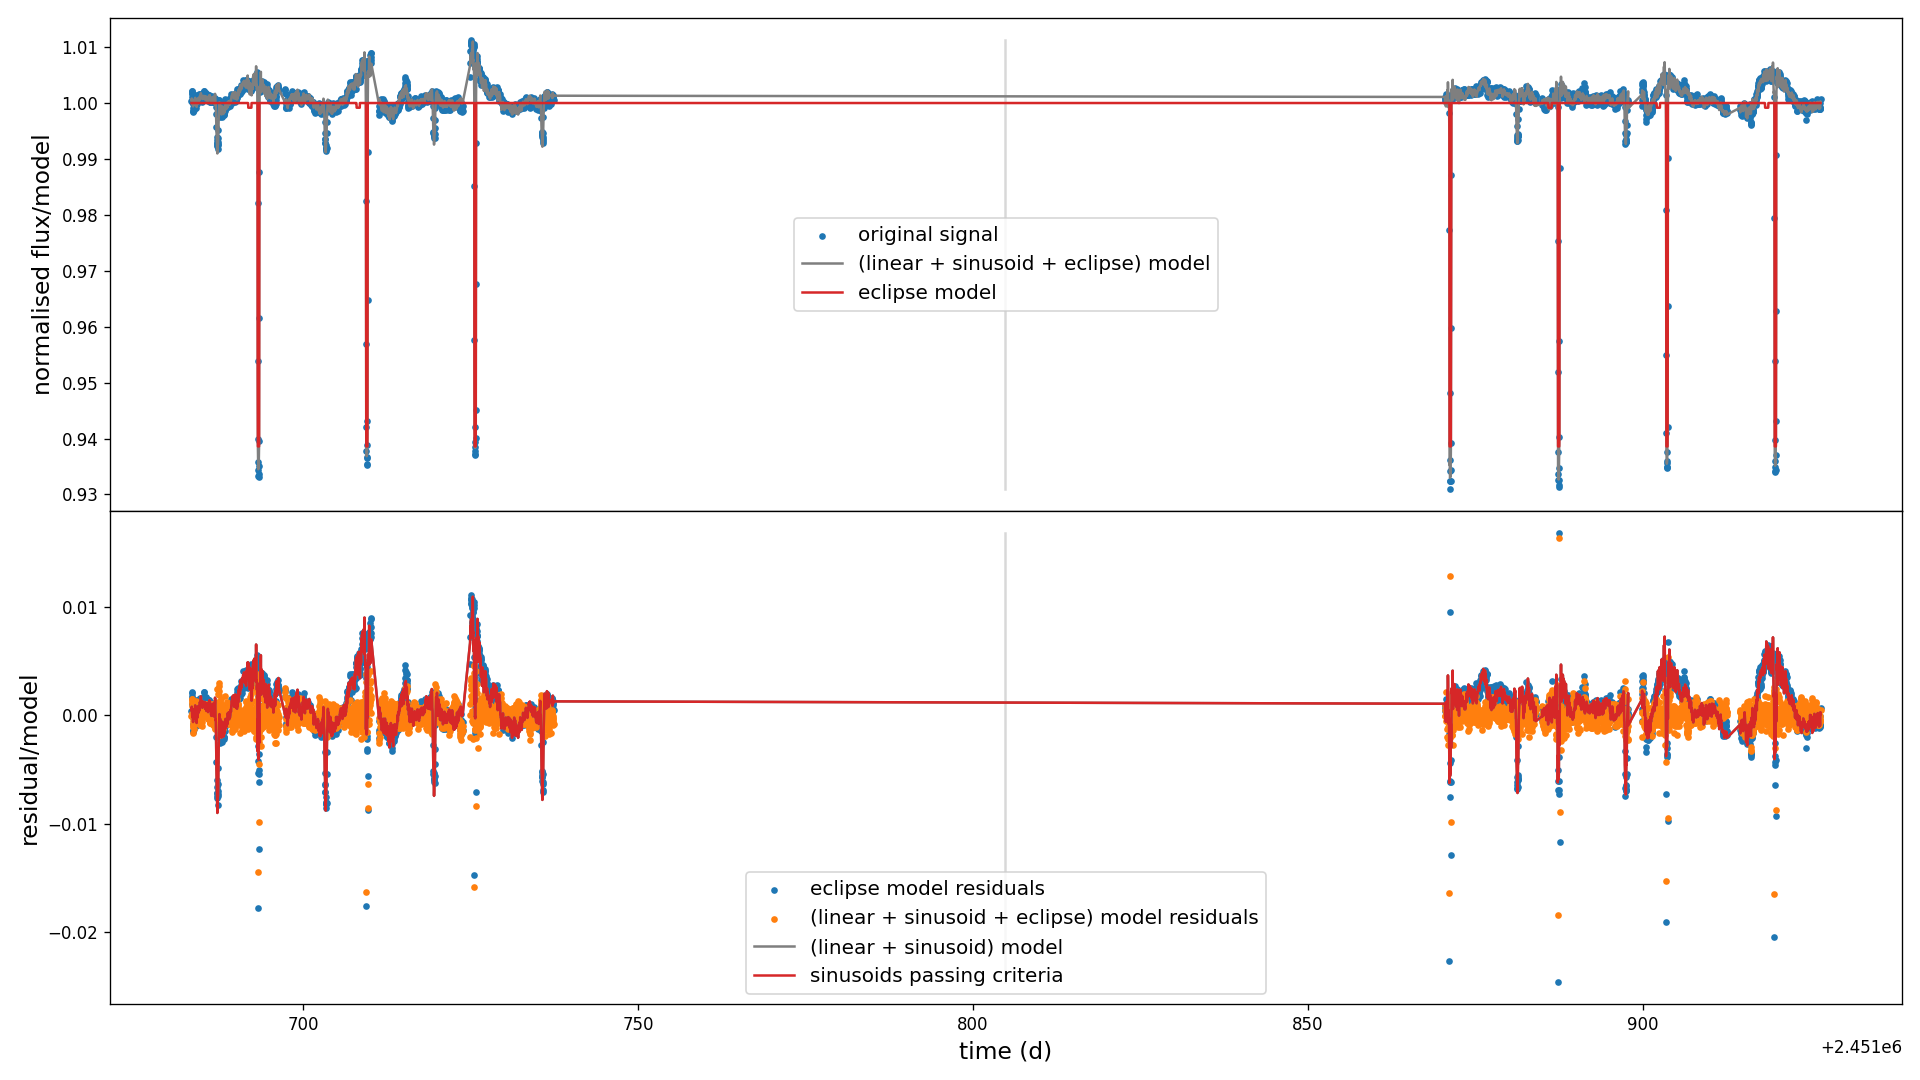 1.01
1.00
0.99
0.98
0.97
0.96
0.95
0.94
0.93
normalised flux/model
original signal
(linear + sinusoid + eclipse) model
eclipse model
0.01
0.00
−0.01
−0.02
residual/model
eclipse model residuals
(linear + sinusoid + eclipse) model residuals
(linear + sinusoid) model
sinusoids passing criteria
700
750
800
850
900
time (d)
+2.451e6